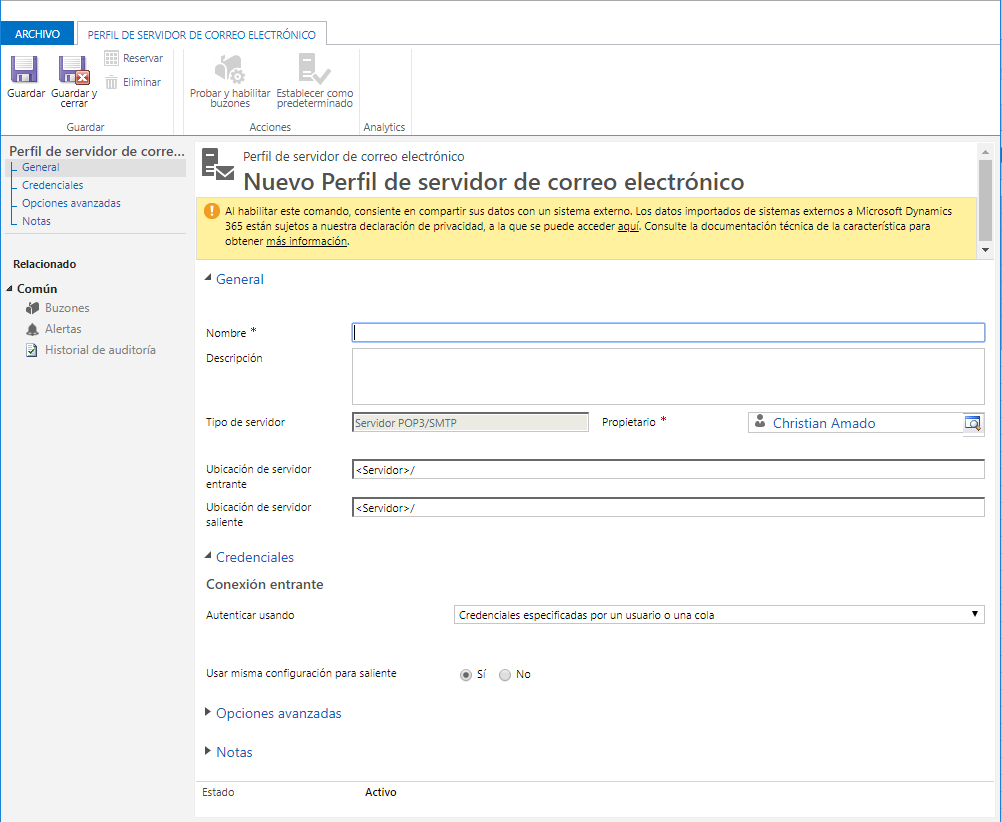 ARCHIVO
PERFIL DE SERVIDOR DE CORREO ELECTRÓNICO
Guardar
Guardar y
cerrar
Reservar
Eliminar
Guardar
Probar y habilitar
buzones
Establecer como
predeterminado
Acciones
Analytics
Perfil de servidor de corre...
General
Credenciales
Opciones avanzadas
Notas
Relacionado
Común
Buzones
Alertas
Historial de auditoría
Perfil de servidor de correo electrónico
Nuevo Perfil de servidor de correo electrónico
Al habilitar este comando, consiente en compartir sus datos con un sistema externo. Los datos importados de sistemas externos a Microsoft Dynamics
365 están sujetos a nuestra declaración de privacidad, a la que se puede acceder aquí. Consulte la documentación técnica de la característica para
obtener más información.
General
Nombre *
Descripción
Tipo de servidor
Servidor POP3/SMTP
Propietario *
Christian Amado
Ubicación de servidor
entrante
<Servidor>/
Ubicación de servidor
saliente
<Servidor>/
Credenciales
Conexión entrante
Autenticar usando
Credenciales especificadas por un usuario o una cola
Usar misma configuración para saliente
Sí
No
Opciones avanzadas
Notas
Estado
Activo